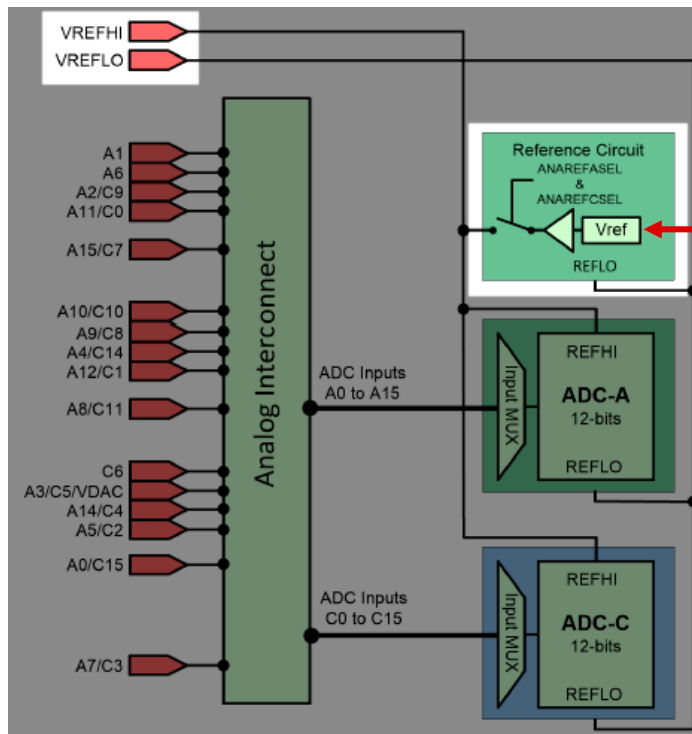 VREFHI
VREFLO
Reference Circuit
ANAREFASEL
&
ANAREFCSEL
Vref
REFLO
A1
A6
A2/C9
A11/C0
A15/C7
A10/C10
A9/C8
A4/C14
A12/C1
A8/C11
C6
A3/C5/VDAC
A14/C4
A5/C2
A0/C15
A7/C3
Analog Interconnect
ADC Inputs
A0 to A15
Input MUX
REFHI
ADC-A
12-bits
REFLO
ADC Inputs
C0 to C15
Input MUX
REFHI
ADC-C
12-bits
REFLO